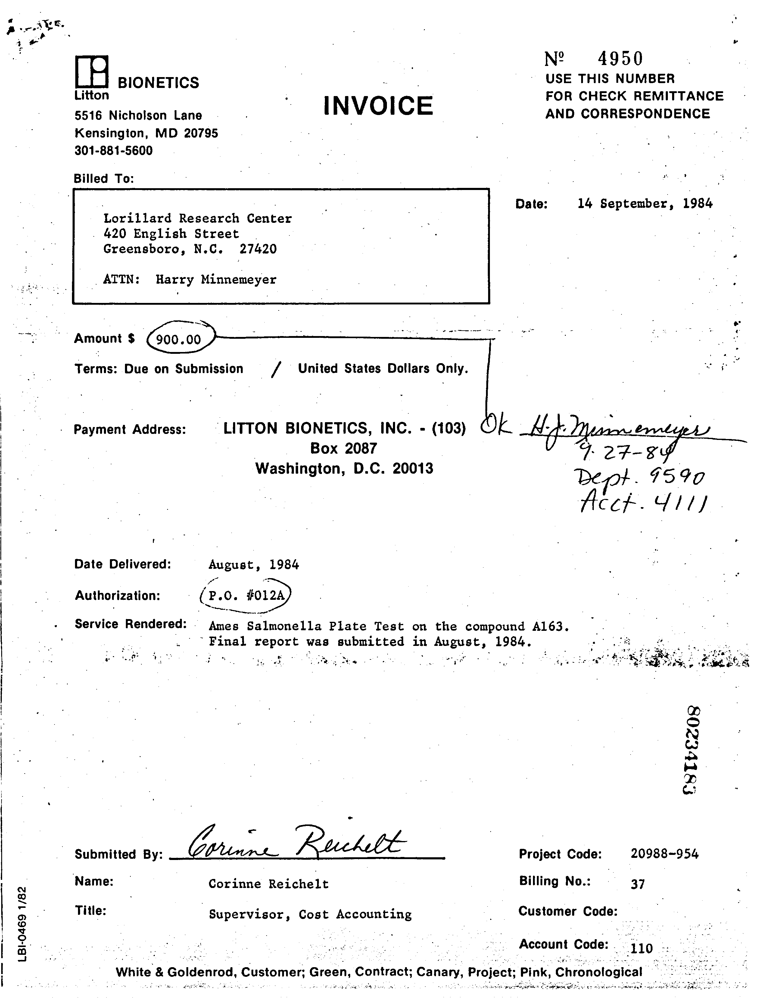 Nº 4950
USE THIS NUMBER
FOR CHECK REMITTANCE
AND CORRESPONDENCE
BIONETICS
Litton
INVOICE
5516 Nicholson Lane
Kensington, MD 20795
301-881-5600
Billed To:
Date: 14 September, 1984
Lorillard Research Center
420 English Street
Greensboro, N.C. 27420
ATTN: Harry Minnemeyer
Amount $ 900.00
Terms: Due on Submission / United States Dollars Only.
Payment Address: LITTON BIONETICS, INC. - (103)
Box 2087
Washington, D.C. 20013
OK H.J. Minnemeyer
9-27-84
Dept. 9590
Acct. 4111
Date Delivered: August, 1984
Authorization: P.O. #012A
Service Rendered: Ames Salmonella Plate Test on the compound A163.
Final report was submitted in August, 1984.
80234183
Submitted By: Corinne Reichelt
Project Code: 20988-954
Name: Corinne Reichelt
Billing No.: 37
Title: Supervisor, Cost Accounting
Customer Code:
Account Code: 110
LBI-0469 1/82
White & Goldenrod, Customer; Green, Contract; Canary, Project; Pink, Chronological